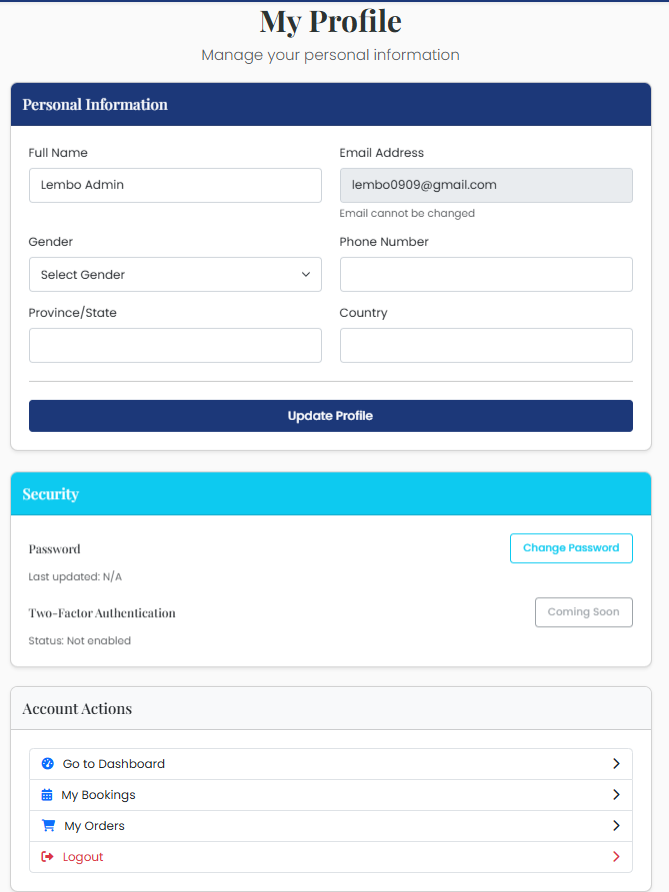 My Profile
Manage your personal information
Personal Information
Full Name
Lembo Admin
Email Address
lembo0909@gmail.com
Email cannot be changed
Gender
Select Gender
Phone Number
Province/State
Country
Update Profile
Security
Password
Last updated: N/A
Change Password
Two-Factor Authentication
Status: Not enabled
Coming Soon
Account Actions
Go to Dashboard
My Bookings
My Orders
Logout